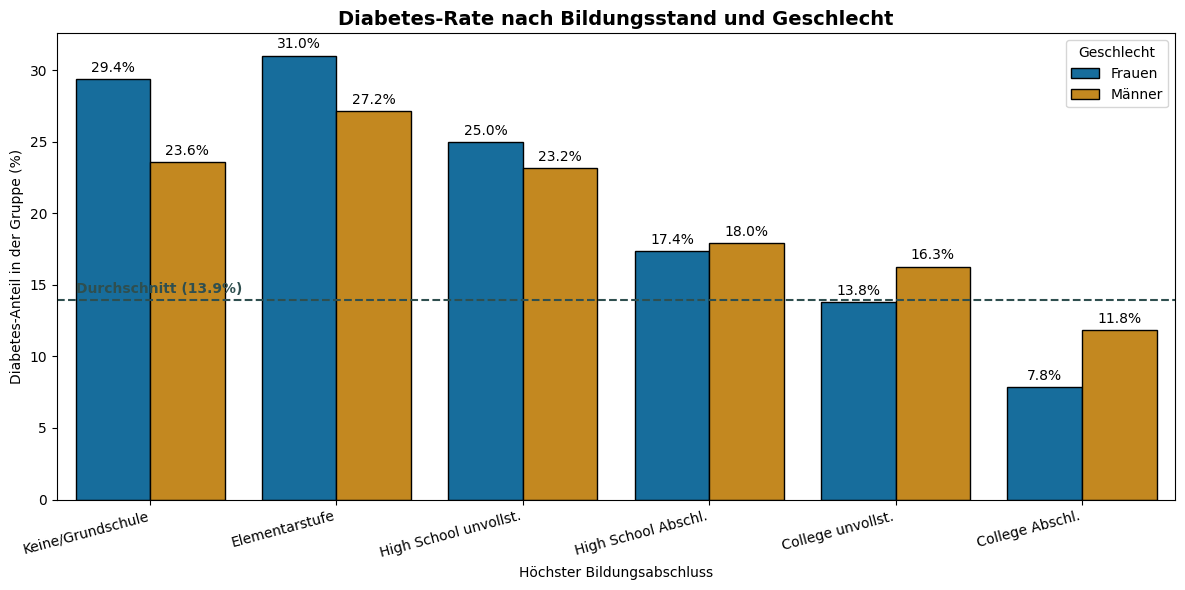 Diabetes-Rate nach Bildungsstand und Geschlecht
Geschlecht
Frauen
Männer
Diabetes-Anteil in der Gruppe (%)
30
25
20
15
10
5
0
29.4%
23.6%
31.0%
27.2%
25.0%
23.2%
17.4%
18.0%
13.8%
16.3%
7.8%
11.8%
Durchschnitt (13.9%)
Keine/Grundschule
Elementarstufe
High School unvollst.
High School Abschl.
College unvollst.
College Abschl.
Höchster Bildungsabschluss